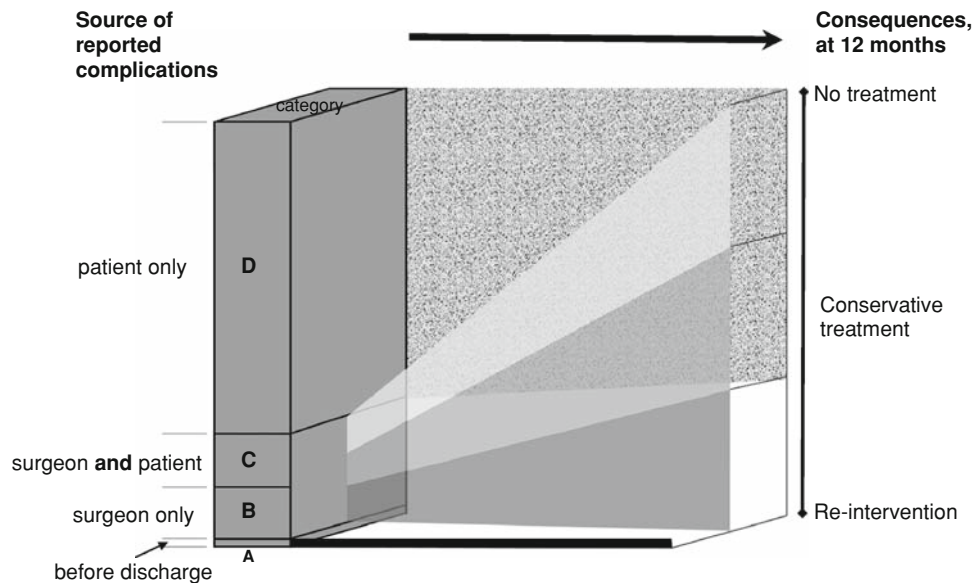 Source of
reported
complications
Consequences,
at 12 months
category
No treatment
patient only
D
Conservative
treatment
surgeon and patient
C
surgeon only
B
Re-intervention
A
before discharge